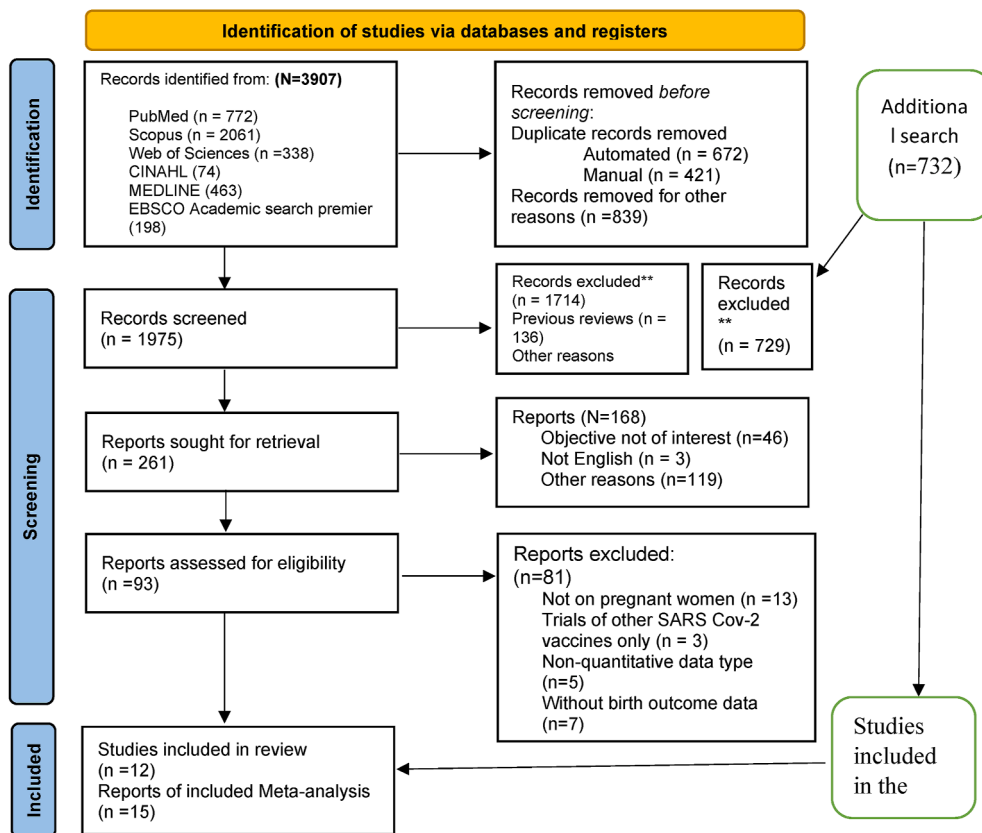 Identification of studies via databases and registers
Identification
Records identified from: (N=3907)
PubMed (n = 772)
Scopus (n = 2061)
Web of Sciences (n =338)
CINAHL (74)
MEDLINE (463)
EBSCO Academic search premier
(198)
Records removed before
screening:
Duplicate records removed
Automated (n = 672)
Manual (n = 421)
Records removed for other
reasons (n =839)
Additiona
l search
(n=732)
Screening
Records screened
(n = 1975)
Records excluded**
(n = 1714)
Previous reviews (n =
136)
Other reasons
Records
excluded
**
(n = 729)
Reports sought for retrieval
(n = 261)
Reports (N=168)
Objective not of interest (n=46)
Not English (n = 3)
Other reasons (n=119)
Reports assessed for eligibility
(n =93)
Reports excluded:
(n=81)
Not on pregnant women (n =13)
Trials of other SARS Cov-2
vaccines only (n = 3)
Non-quantitative data type
(n=5)
Without birth outcome data
(n=7)
Included
Studies included in review
(n =12)
Reports of included Meta-analysis
(n =15)
Studies
included
in the